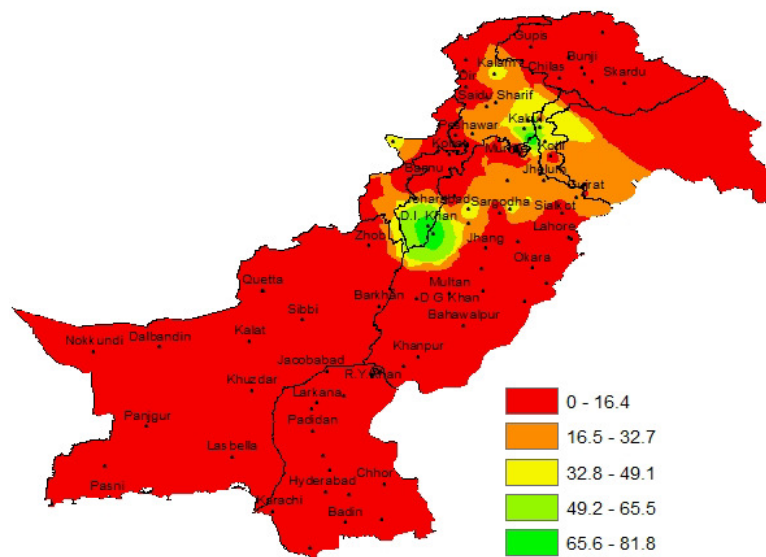 Gupis
Kalam
Bunji
Chilas
Skardu
Dir
Saidu Sharif
Kakul
Peshawar
Kotli
Jhelum
Gujrat
Sargodha
Sialkot
D.I. Khan
Zhob
Jhang
Lahore
Okara
Quetta
Multan
Barkhan
D.G.Khan
Sibbi
Bahawalpur
Kalat
Dalbandin
Nokkundi
Khanpur
Jacobabad
R.Y.Khan
Khuzdar
Larkana
0 - 16.4
Padidan
Panjgur
16.5 - 32.7
Lasbella
32.8 - 49.1
Chhor
Pasni
Hyderabad
49.2 - 65.5
Karachi
Badin
65.6 - 81.8